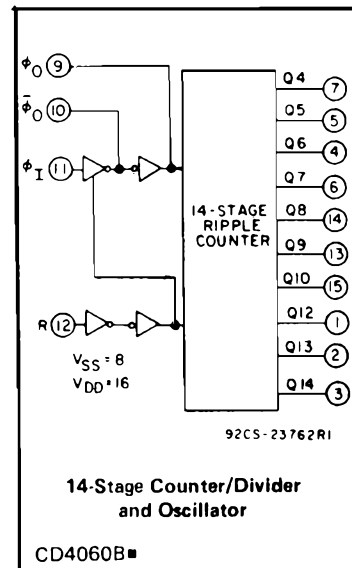 φO 9
φ̄O 10
φI 11
R 12
VSS = 8
VDD = 16
14-STAGE
RIPPLE
COUNTER
Q4 7
Q5 5
Q6 4
Q7 6
Q8 14
Q9 13
Q10 15
Q12 1
Q13 2
Q14 3
92CS-23762R1
14-Stage Counter/Divider
and Oscillator
CD4060B■